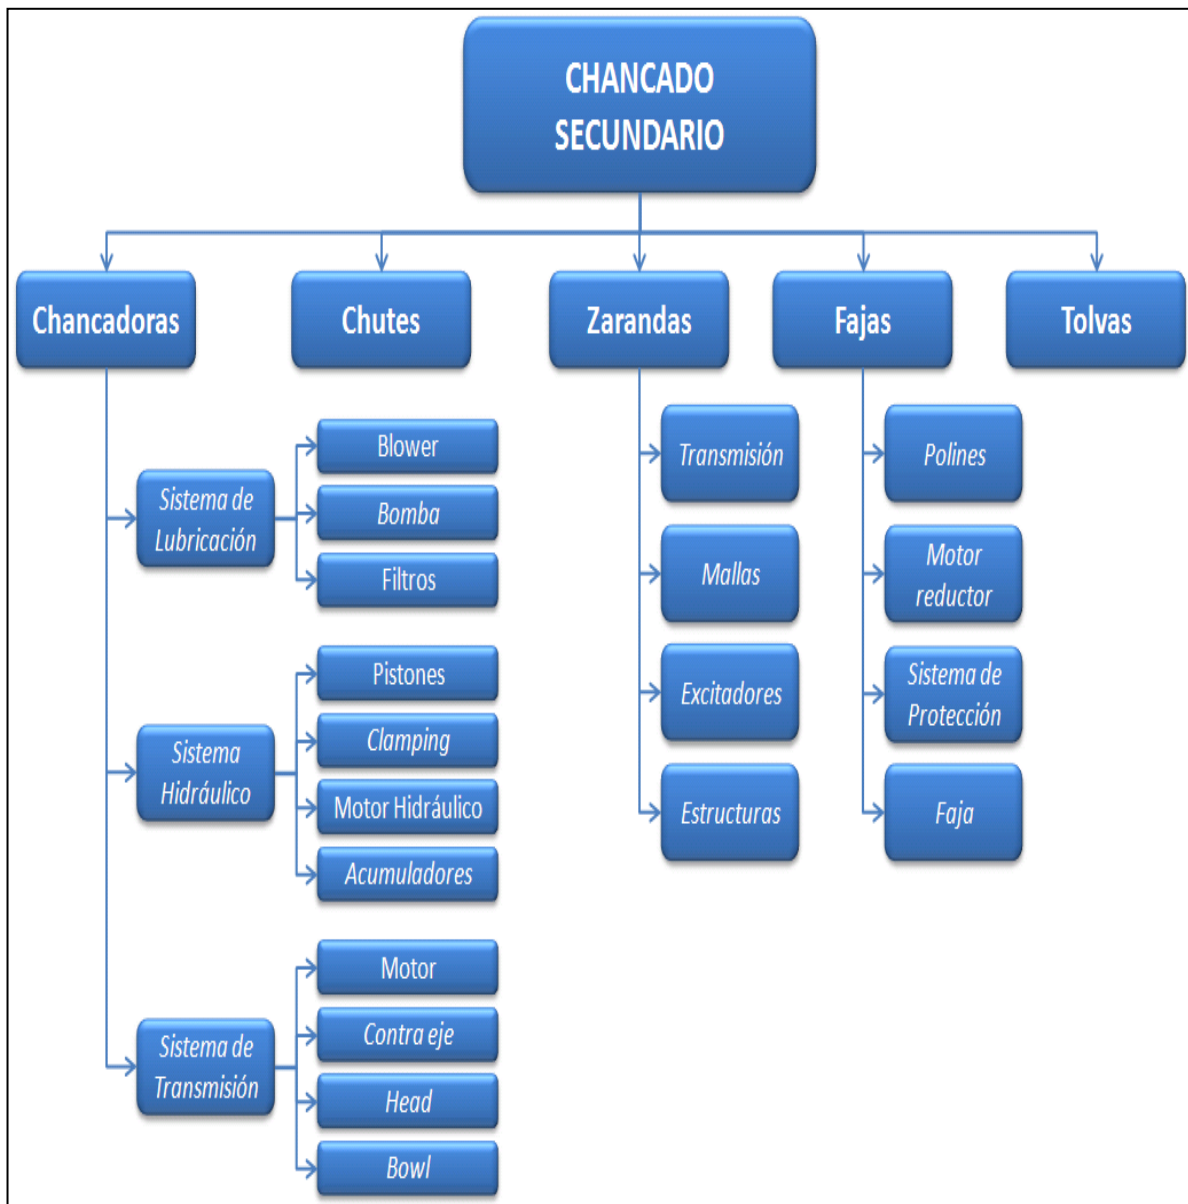 CHANCADO
SECUNDARIO
Chancadoras
Chutes
Zarandas
Fajas
Tolvas
Sistema de
Lubricación
Blower
Bomba
Filtros
Sistema
Hidráulico
Pistones
Clamping
Motor Hidráulico
Acumuladores
Sistema de
Transmisión
Motor
Contra eje
Head
Bowl
Transmisión
Mallas
Excitadores
Estructuras
Polines
Motor
reductor
Sistema de
Protección
Faja